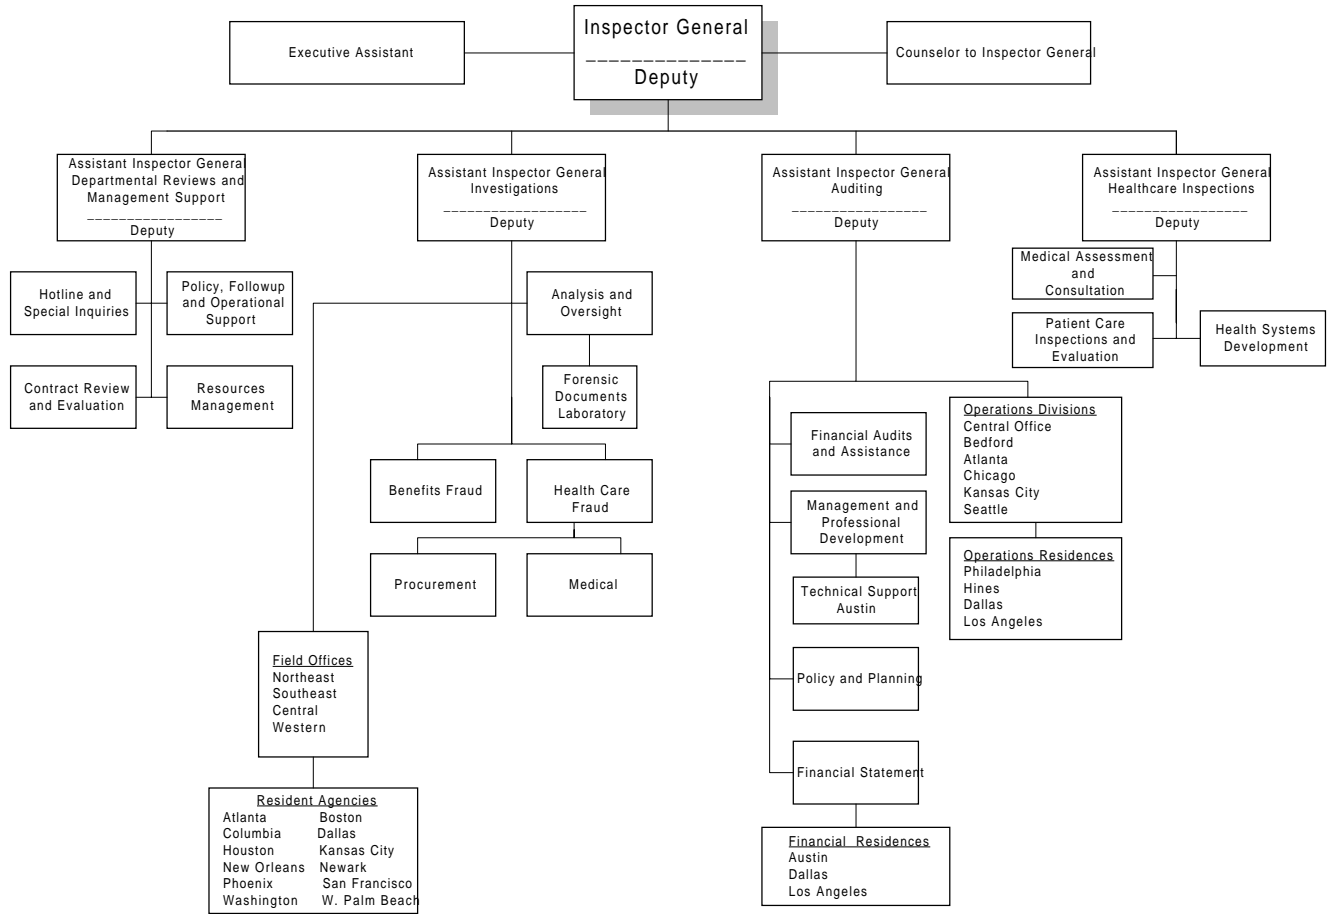 Inspector General
______________
Deputy
Executive Assistant
Counselor to Inspector General
Assistant Inspector General
Departmental Reviews and
Management Support
_________________
Deputy
Assistant Inspector General
Investigations
__________________
Deputy
Assistant Inspector General
Auditing
_________________
Deputy
Assistant Inspector General
Healthcare Inspections
_________________
Deputy
Hotline and
Special Inquiries
Policy, Followup
and Operational
Support
Contract Review
and Evaluation
Resources
Management
Analysis and
Oversight
Forensic
Documents
Laboratory
Benefits Fraud
Health Care
Fraud
Procurement
Medical
Field Offices
Northeast
Southeast
Central
Western
Resident Agencies
Atlanta Boston
Columbia Dallas
Houston Kansas City
New Orleans Newark
Phoenix San Francisco
Washington W. Palm Beach
Financial Audits
and Assistance
Management and
Professional
Development
Technical Support
Austin
Policy and Planning
Financial Statement
Financial Residences
Austin
Dallas
Los Angeles
Operations Divisions
Central Office
Bedford
Atlanta
Chicago
Kansas City
Seattle
Operations Residences
Philadelphia
Hines
Dallas
Los Angeles
Medical Assessment
and
Consultation
Patient Care
Inspections and
Evaluation
Health Systems
Development